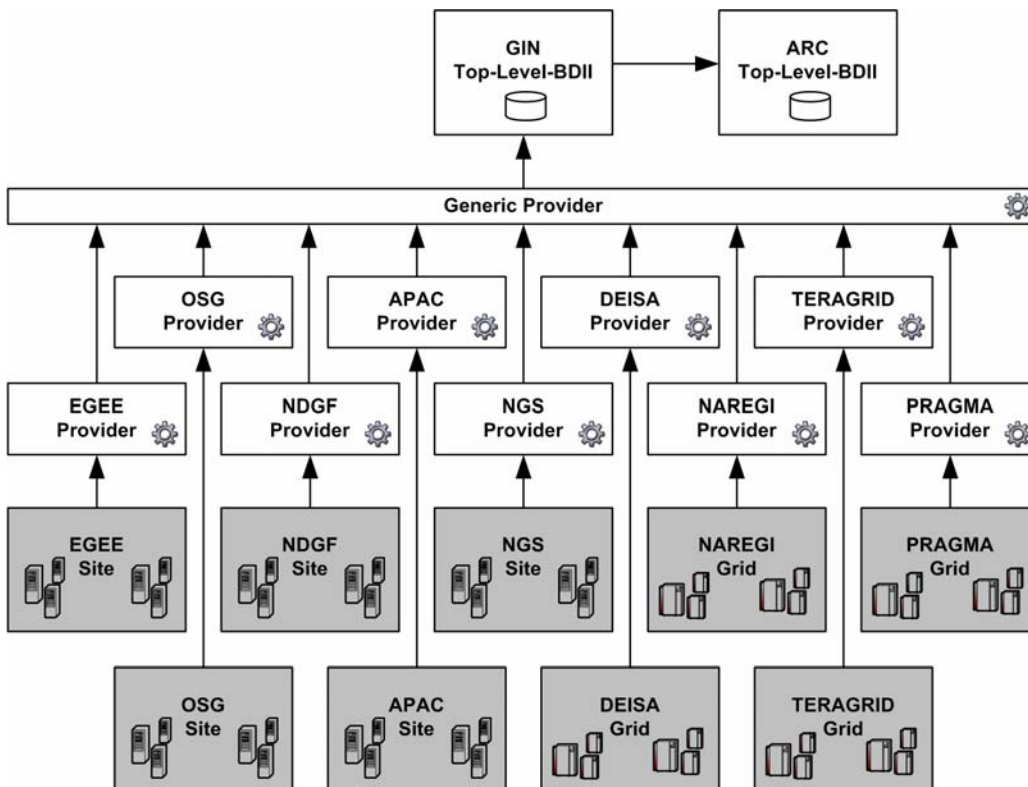 GIN
Top-Level-BDII
ARC
Top-Level-BDII
Generic Provider
OSG
Provider
APAC
Provider
DEISA
Provider
TERAGRID
Provider
EGEE
Provider
NDGF
Provider
NGS
Provider
NAREGI
Provider
PRAGMA
Provider
EGEE
Site
NDGF
Site
NGS
Site
NAREGI
Grid
PRAGMA
Grid
OSG
Site
APAC
Site
DEISA
Grid
TERAGRID
Grid